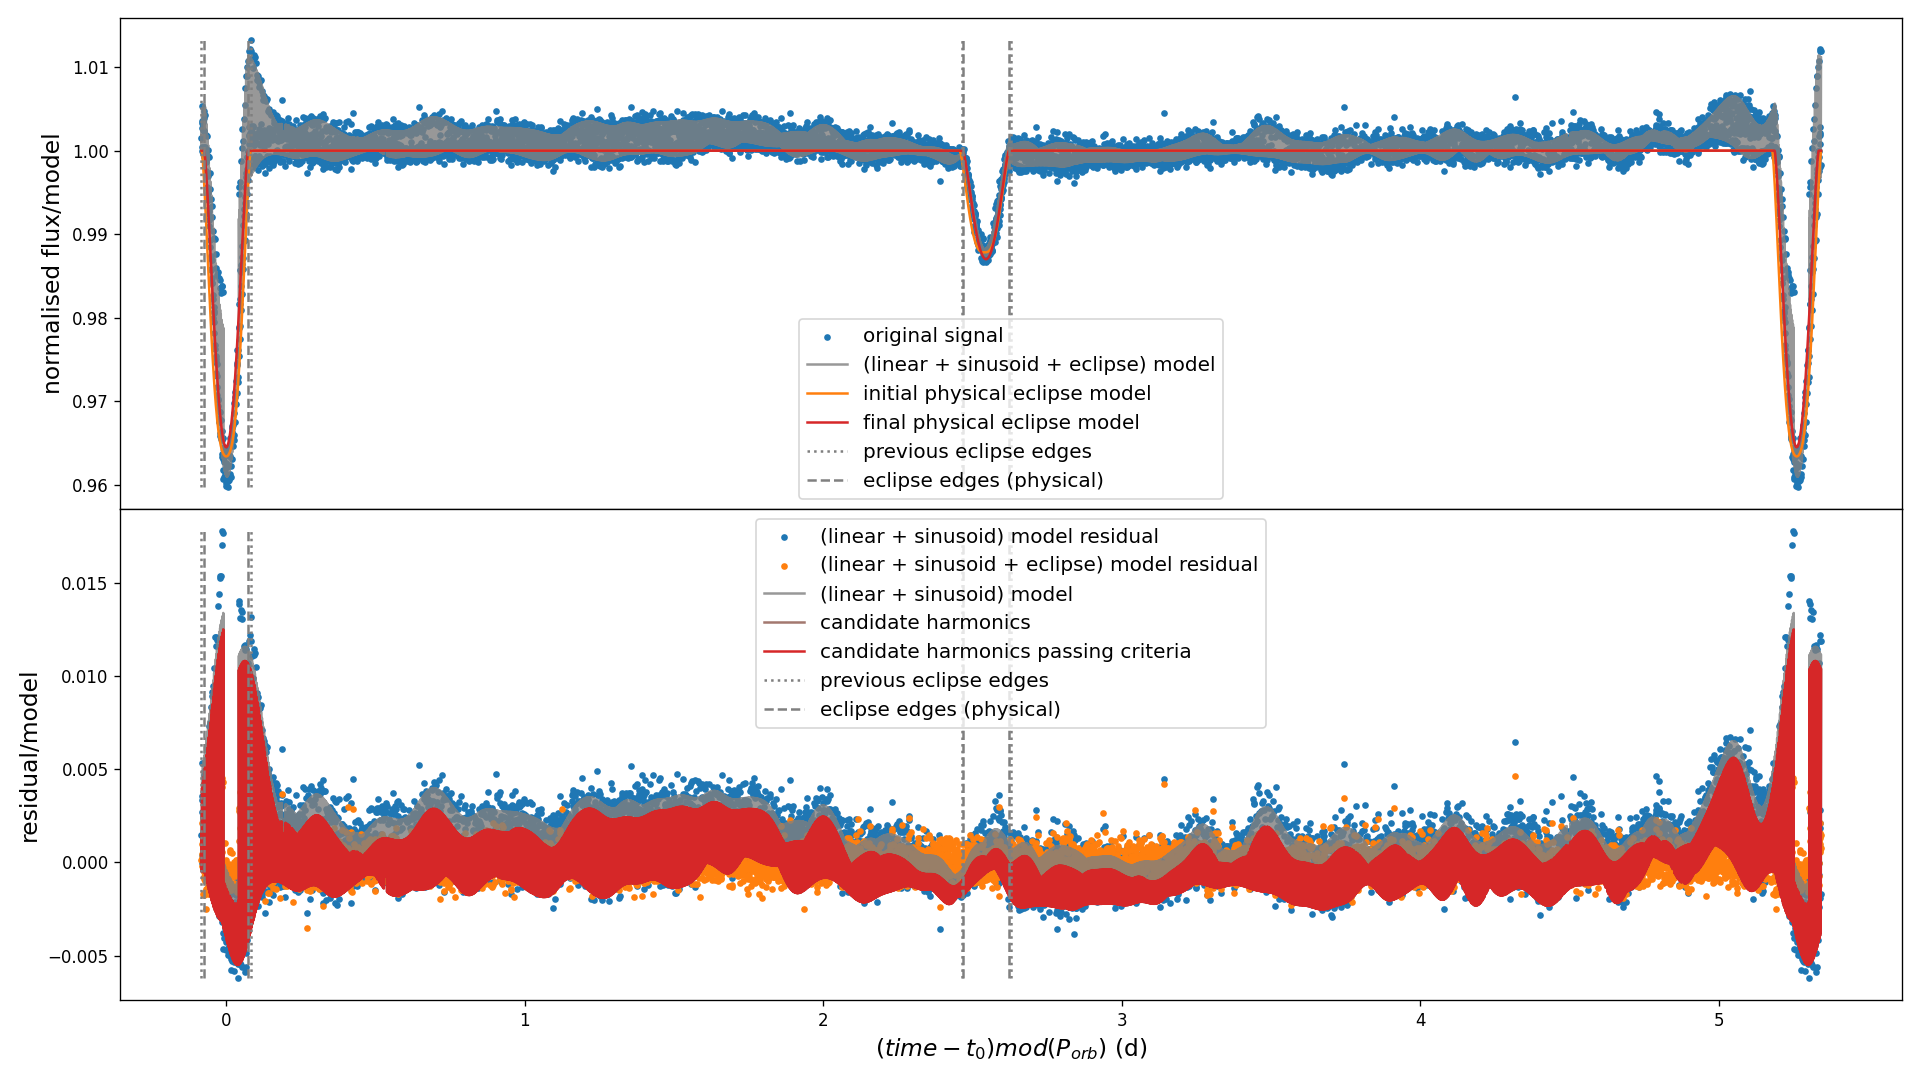 normalised flux/model
1.01
1.00
0.99
0.98
0.97
0.96
original signal
(linear + sinusoid + eclipse) model
initial physical eclipse model
final physical eclipse model
previous eclipse edges
eclipse edges (physical)
residual/model
0.015
0.010
0.005
0.000
−0.005
(linear + sinusoid) model residual
(linear + sinusoid + eclipse) model residual
(linear + sinusoid) model
candidate harmonics
candidate harmonics passing criteria
previous eclipse edges
eclipse edges (physical)
0 1 2 3 4 5
(time − t₀)mod(P_orb) (d)